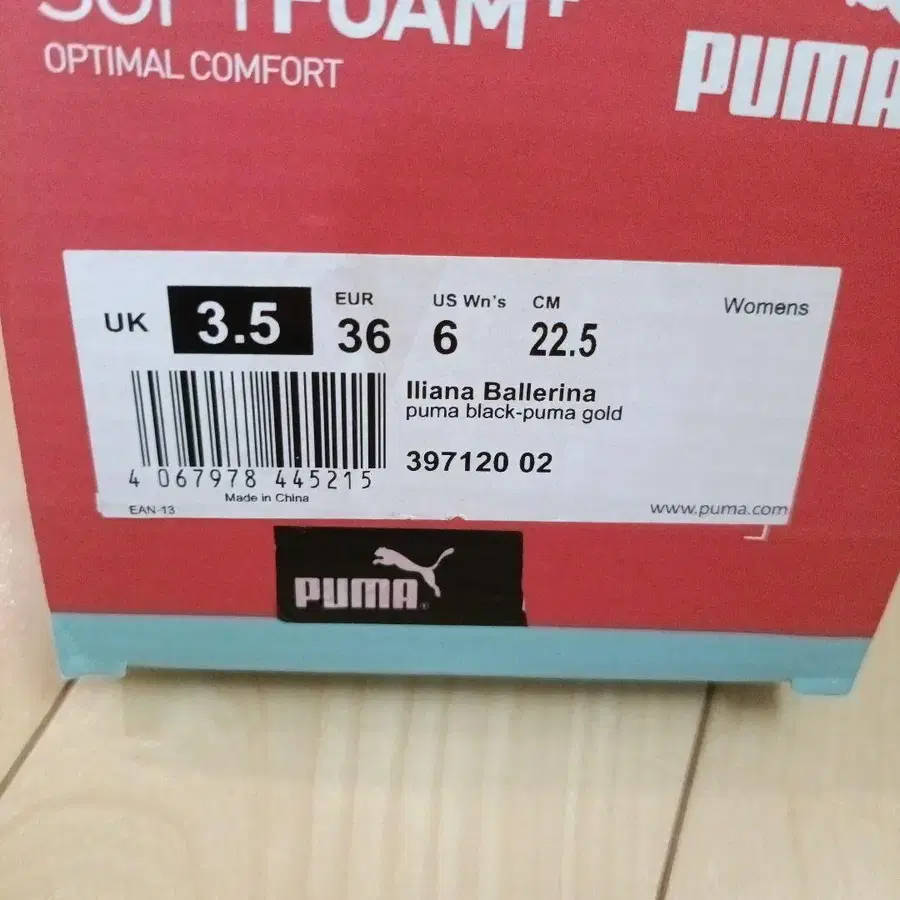 SOFTFOAM+
OPTIMAL COMFORT
PUMA
UK 3.5
EUR 36
US Wn's 6
CM 22.5
Womens
Iliana Ballerina
puma black-puma gold
397120 02
4 067978 445215
Made in China
EAN-13
www.puma.com
PUMA